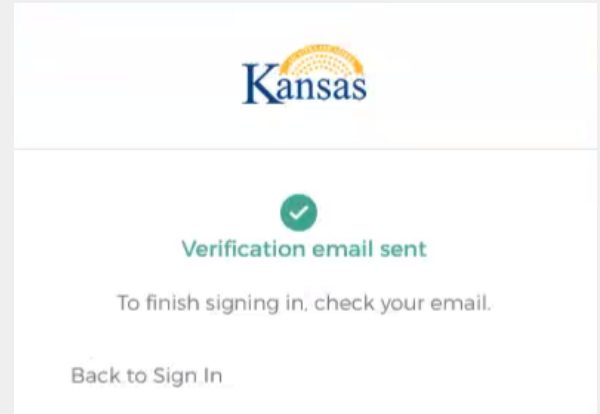 Kansas
Verification email sent
To finish signing in, check your email.
Back to Sign In